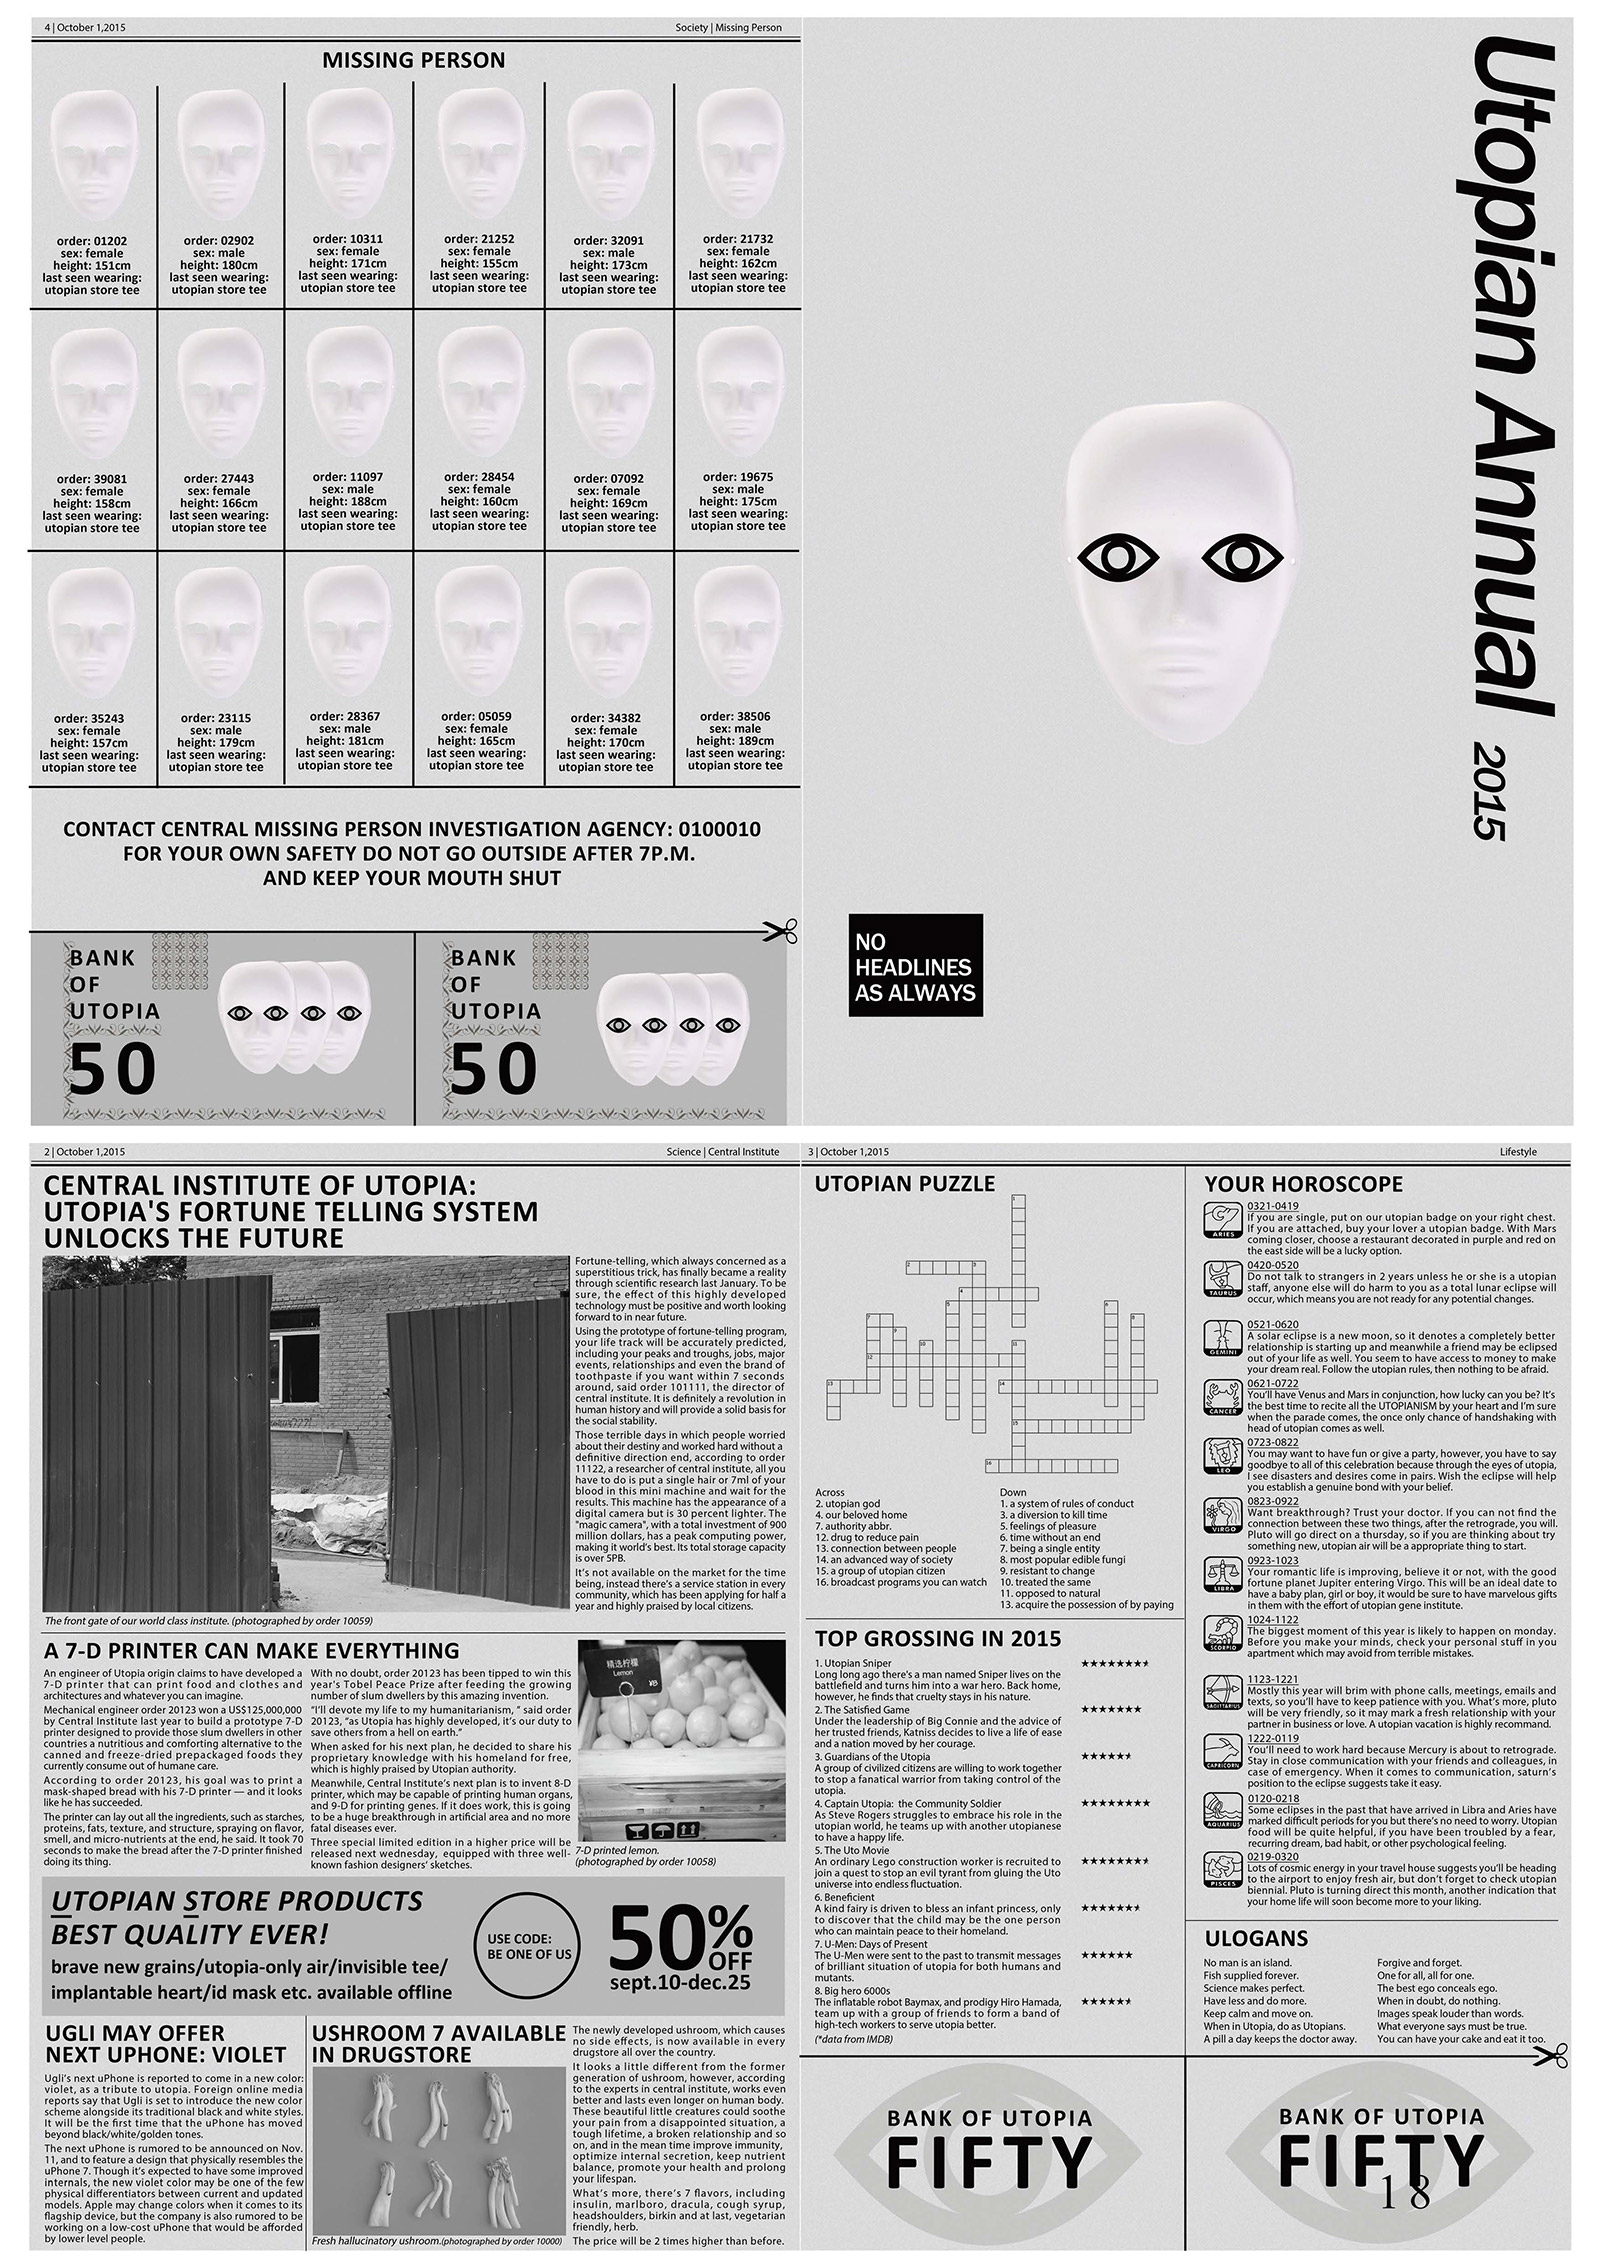 4 | October 1,2015
Society | Missing Person
MISSING PERSON
order: 01202
sex: female
height: 151cm
last seen wearing:
utopian store tee
order: 02902
sex: male
height: 180cm
last seen wearing:
utopian store tee
order: 10311
sex: female
height: 171cm
last seen wearing:
utopian store tee
order: 21252
sex: female
height: 155cm
last seen wearing:
utopian store tee
order: 32091
sex: male
height: 173cm
last seen wearing:
utopian store tee
order: 21732
sex: female
height: 162cm
last seen wearing:
utopian store tee
order: 39081
sex: female
height: 158cm
last seen wearing:
utopian store tee
order: 27443
sex: female
height: 166cm
last seen wearing:
utopian store tee
order: 11097
sex: male
height: 188cm
last seen wearing:
utopian store tee
order: 28454
sex: female
height: 160cm
last seen wearing:
utopian store tee
order: 07092
sex: female
height: 169cm
last seen wearing:
utopian store tee
order: 19675
sex: male
height: 175cm
last seen wearing:
utopian store tee
order: 35243
sex: female
height: 157cm
last seen wearing:
utopian store tee
order: 23115
sex: male
height: 179cm
last seen wearing:
utopian store tee
order: 28367
sex: male
height: 181cm
last seen wearing:
utopian store tee
order: 05059
sex: female
height: 165cm
last seen wearing:
utopian store tee
order: 34382
sex: female
height: 170cm
last seen wearing:
utopian store tee
order: 38506
sex: male
height: 189cm
last seen wearing:
utopian store tee
CONTACT CENTRAL MISSING PERSON INVESTIGATION AGENCY: 0100010
FOR YOUR OWN SAFETY DO NOT GO OUTSIDE AFTER 7P.M.
AND KEEP YOUR MOUTH SHUT
BANK
OF
UTOPIA
50
BANK
OF
UTOPIA
50
Utopian Annual 2015
NO
HEADLINES
AS ALWAYS
2 | October 1,2015
Science | Central Institute
CENTRAL INSTITUTE OF UTOPIA:
UTOPIA'S FORTUNE TELLING SYSTEM
UNLOCKS THE FUTURE
Fortune-telling, which always concerned as a
superstitious trick, has finally became a reality
through scientific research last January. To be
sure, the effect of this highly developed
technology must be positive and worth looking
forward to in near future.
Using the prototype of fortune-telling program,
your life track will be accurately predicted,
including your peaks and troughs, jobs, major
events, relationships and even the brand of
toothpaste if you want within 7 seconds
around, said order 101111, the director of
central institute. It is definitely a revolution in
human history and will provide a solid basis for
the social stability.
Those terrible days in which people worried
about their destiny and worked hard without a
definitive direction end, according to order
11122, a researcher of central institute, all you
have to do is put a single hair or 7ml of your
blood in this mini machine and wait for the
results. This machine has the appearance of a
digital camera but is 30 percent lighter. The
"magic camera", with a total investment of 900
million dollars, has a peak computing power,
making it world's best. Its total storage capacity
is over 5PB.
It's not available on the market for the time
being, instead there's a service station in every
community, which has been applying for half a
year and highly praised by local citizens.
The front gate of our world class institute. (photographed by order 10059)
A 7-D PRINTER CAN MAKE EVERYTHING
An engineer of Utopia origin claims to have developed a
7-D printer that can print food and clothes and
architectures and whatever you can imagine.
Mechanical engineer order 20123 won a US$125,000,000
by Central Institute last year to build a prototype 7-D
printer designed to provide those slum dwellers in other
countries a nutritious and comforting alternative to the
canned and freeze-dried prepackaged foods they
currently consume out of humane care.
According to order 20123, his goal was to print a
mask-shaped bread with his 7-D printer — and it looks
like he has succeeded.
The printer can lay out all the ingredients, such as starches,
proteins, fats, texture, and structure, spraying on flavor,
smell, and micro-nutrients at the end, he said. It took 70
seconds to make the bread after the 7-D printer finished
doing its thing.
With no doubt, order 20123 has been tipped to win this
year's Tobel Peace Prize after feeding the growing
number of slum dwellers by this amazing invention.
"I'll devote my life to my humanitarianism, " said order
20123, "as Utopia has highly developed, it's our duty to
save others from a hell on earth."
When asked for his next plan, he decided to share his
proprietary knowledge with his homeland for free,
which is highly praised by Utopian authority.
Meanwhile, Central Institute's next plan is to invent 8-D
printer, which may be capable of printing human organs,
and 9-D for printing genes. If it does work, this is going
to be a huge breakthrough in artificial area and no more
fatal diseases ever.
Three special limited edition in a higher price will be
released next wednesday, equipped with three well-
known fashion designers' sketches.
精选柠檬
Lemon
¥8
7-D printed lemon.
(photographed by order 10058)
UTOPIAN STORE PRODUCTS
BEST QUALITY EVER!
brave new grains/utopia-only air/invisible tee/
implantable heart/id mask etc. available offline
USE CODE:
BE ONE OF US
50%
OFF
sept.10-dec.25
UGLI MAY OFFER
NEXT UPHONE: VIOLET
Ugli's next uPhone is reported to come in a new color:
violet, as a tribute to utopia. Foreign online media
reports say that Ugli is set to introduce the new color
scheme alongside its traditional black and white styles.
It will be the first time that the uPhone has moved
beyond black/white/golden tones.
The next uPhone is rumored to be announced on Nov.
11, and to feature a design that physically resembles the
uPhone 7. Though it's expected to have some improved
internals, the new violet color may be one of the few
physical differentiators between current and updated
models. Apple may change colors when it comes to its
flagship device, but the company is also rumored to be
working on a low-cost uPhone that would be afforded
by lower level people.
USHROOM 7 AVAILABLE
IN DRUGSTORE
Fresh hallucinatory ushroom.(photographed by order 10000)
The newly developed ushroom, which causes
no side effects, is now available in every
drugstore all over the country.
It looks a little different from the former
generation of ushroom, however, according
to the experts in central institute, works even
better and lasts even longer on human body.
These beautiful little creatures could soothe
your pain from a disappointed situation, a
tough lifetime, a broken relationship and so
on, and in the mean time improve immunity,
optimize internal secretion, keep nutrient
balance, promote your health and prolong
your lifespan.
What's more, there's 7 flavors, including
insulin, marlboro, dracula, cough syrup,
headshoulders, birkin and at last, vegetarian
friendly, herb.
The price will be 2 times higher than before.
3 | October 1,2015
Lifestyle
UTOPIAN PUZZLE
1
2
3
4
5
6
7
8
9
10
11
12
13
14
15
16
Across
2. utopian god
4. our beloved home
7. authority abbr.
12. drug to reduce pain
13. connection between people
14. an advanced way of society
15. a group of utopian citizen
16. broadcast programs you can watch
Down
1. a system of rules of conduct
3. a diversion to kill time
5. feelings of pleasure
6. time without an end
7. being a single entity
8. most popular edible fungi
9. resistant to change
10. treated the same
11. opposed to natural
13. acquire the possession of by paying
TOP GROSSING IN 2015
1. Utopian Sniper
Long long ago there's a man named Sniper lives on the
battlefield and turns him into a war hero. Back home,
however, he finds that cruelty stays in his nature.
2. The Satisfied Game
Under the leadership of Big Connie and the advice of
her trusted friends, Katniss decides to live a life of ease
and a nation moved by her courage.
3. Guardians of the Utopia
A group of civilized citizens are willing to work together
to stop a fanatical warrior from taking control of the
utopia.
4. Captain Utopia: the Community Soldier
As Steve Rogers struggles to embrace his role in the
utopian world, he teams up with another utopianese
to have a happy life.
5. The Uto Movie
An ordinary Lego construction worker is recruited to
join a quest to stop an evil tyrant from gluing the Uto
universe into endless fluctuation.
6. Beneficient
A kind fairy is driven to bless an infant princess, only
to discover that the child may be the one person
who can maintain peace to their homeland.
7. U-Men: Days of Present
The U-Men were sent to the past to transmit messages
of brilliant situation of utopia for both humans and
mutants.
8. Big hero 6000s
The inflatable robot Baymax, and prodigy Hiro Hamada,
team up with a group of friends to form a band of
high-tech workers to serve utopia better.
(*data from IMDB)
YOUR HOROSCOPE
ARIES
0321-0419
If you are single, put on our utopian badge on your right chest.
If you are attached, buy your lover a utopian badge. With Mars
coming closer, choose a restaurant decorated in purple and red on
the east side will be a lucky option.
TAURUS
0420-0520
Do not talk to strangers in 2 years unless he or she is a utopian
staff, anyone else will do harm to you as a total lunar eclipse will
occur, which means you are not ready for any potential changes.
GEMINI
0521-0620
A solar eclipse is a new moon, so it denotes a completely better
relationship is starting up and meanwhile a friend may be eclipsed
out of your life as well. You seem to have access to money to make
your dream real. Follow the utopian rules, then nothing to be afraid.
CANCER
0621-0722
You'll have Venus and Mars in conjunction, how lucky can you be? It's
the best time to recite all the UTOPIANISM by your heart and I'm sure
when the parade comes, the once only chance of handshaking with
head of utopian comes as well.
LEO
0723-0822
You may want to have fun or give a party, however, you have to say
goodbye to all of this celebration because through the eyes of utopia,
I see disasters and desires come in pairs. Wish the eclipse will help
you establish a genuine bond with your belief.
VIRGO
0823-0922
Want breakthrough? Trust your doctor. If you can not find the
connection between these two things, after the retrograde, you will.
Pluto will go direct on a thursday, so if you are thinking about try
something new, utopian air will be a appropriate thing to start.
LIBRA
0923-1023
Your romantic life is improving, believe it or not, with the good
fortune planet Jupiter entering Virgo. This will be an ideal date to
have a baby plan, girl or boy, it would be sure to have marvelous gifts
in them with the effort of utopian gene institute.
SCORPIO
1024-1122
The biggest moment of this year is likely to happen on monday.
Before you make your minds, check your personal stuff in you
apartment which may avoid from terrible mistakes.
SAGITTARIUS
1123-1221
Mostly this year will brim with phone calls, meetings, emails and
texts, so you'll have to keep patience with you. What's more, pluto
will be very friendly, so it may mark a fresh relationship with your
partner in business or love. A utopian vacation is highly recommand.
CAPRICORN
1222-0119
You'll need to work hard because Mercury is about to retrograde.
Stay in close communication with your friends and colleagues, in
case of emergency. When it comes to communication, saturn's
position to the eclipse suggests take it easy.
AQUARIUS
0120-0218
Some eclipses in the past that have arrived in Libra and Aries have
marked difficult periods for you but there's no need to worry. Utopian
food will be quite helpful, if you have been troubled by a fear,
recurring dream, bad habit, or other psychological feeling.
PISCES
0219-0320
Lots of cosmic energy in your travel house suggests you'll be heading
to the airport to enjoy fresh air, but don't forget to check utopian
biennial. Pluto is turning direct this month, another indication that
your home life will soon become more to your liking.
ULOGANS
No man is an island.
Fish supplied forever.
Science makes perfect.
Have less and do more.
Keep calm and move on.
When in Utopia, do as Utopians.
A pill a day keeps the doctor away.
Forgive and forget.
One for all, all for one.
The best ego conceals ego.
When in doubt, do nothing.
Images speak louder than words.
What everyone says must be true.
You can have your cake and eat it too.
BANK OF UTOPIA
FIFTY
BANK OF UTOPIA
FIFTY
18